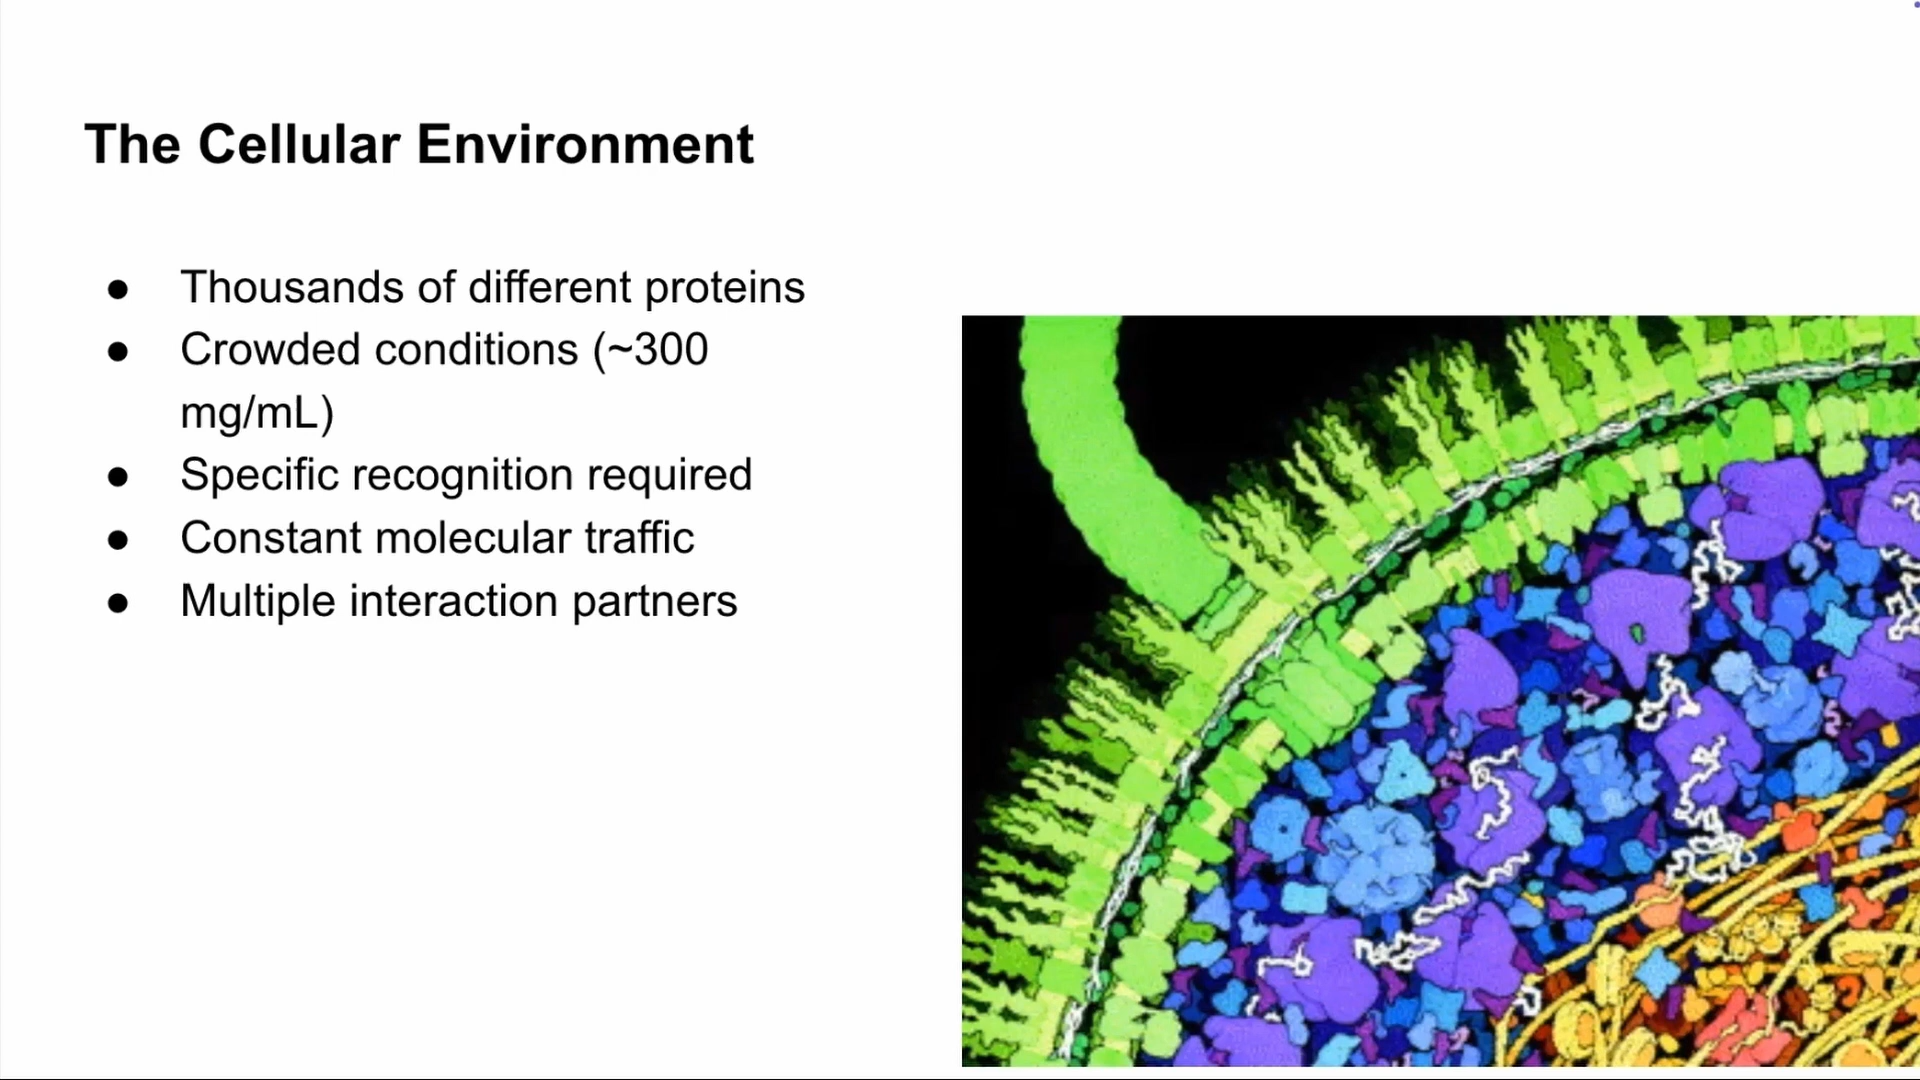 The Cellular Environment
● Thousands of different proteins
● Crowded conditions (~300
mg/mL)
● Specific recognition required
● Constant molecular traffic
● Multiple interaction partners